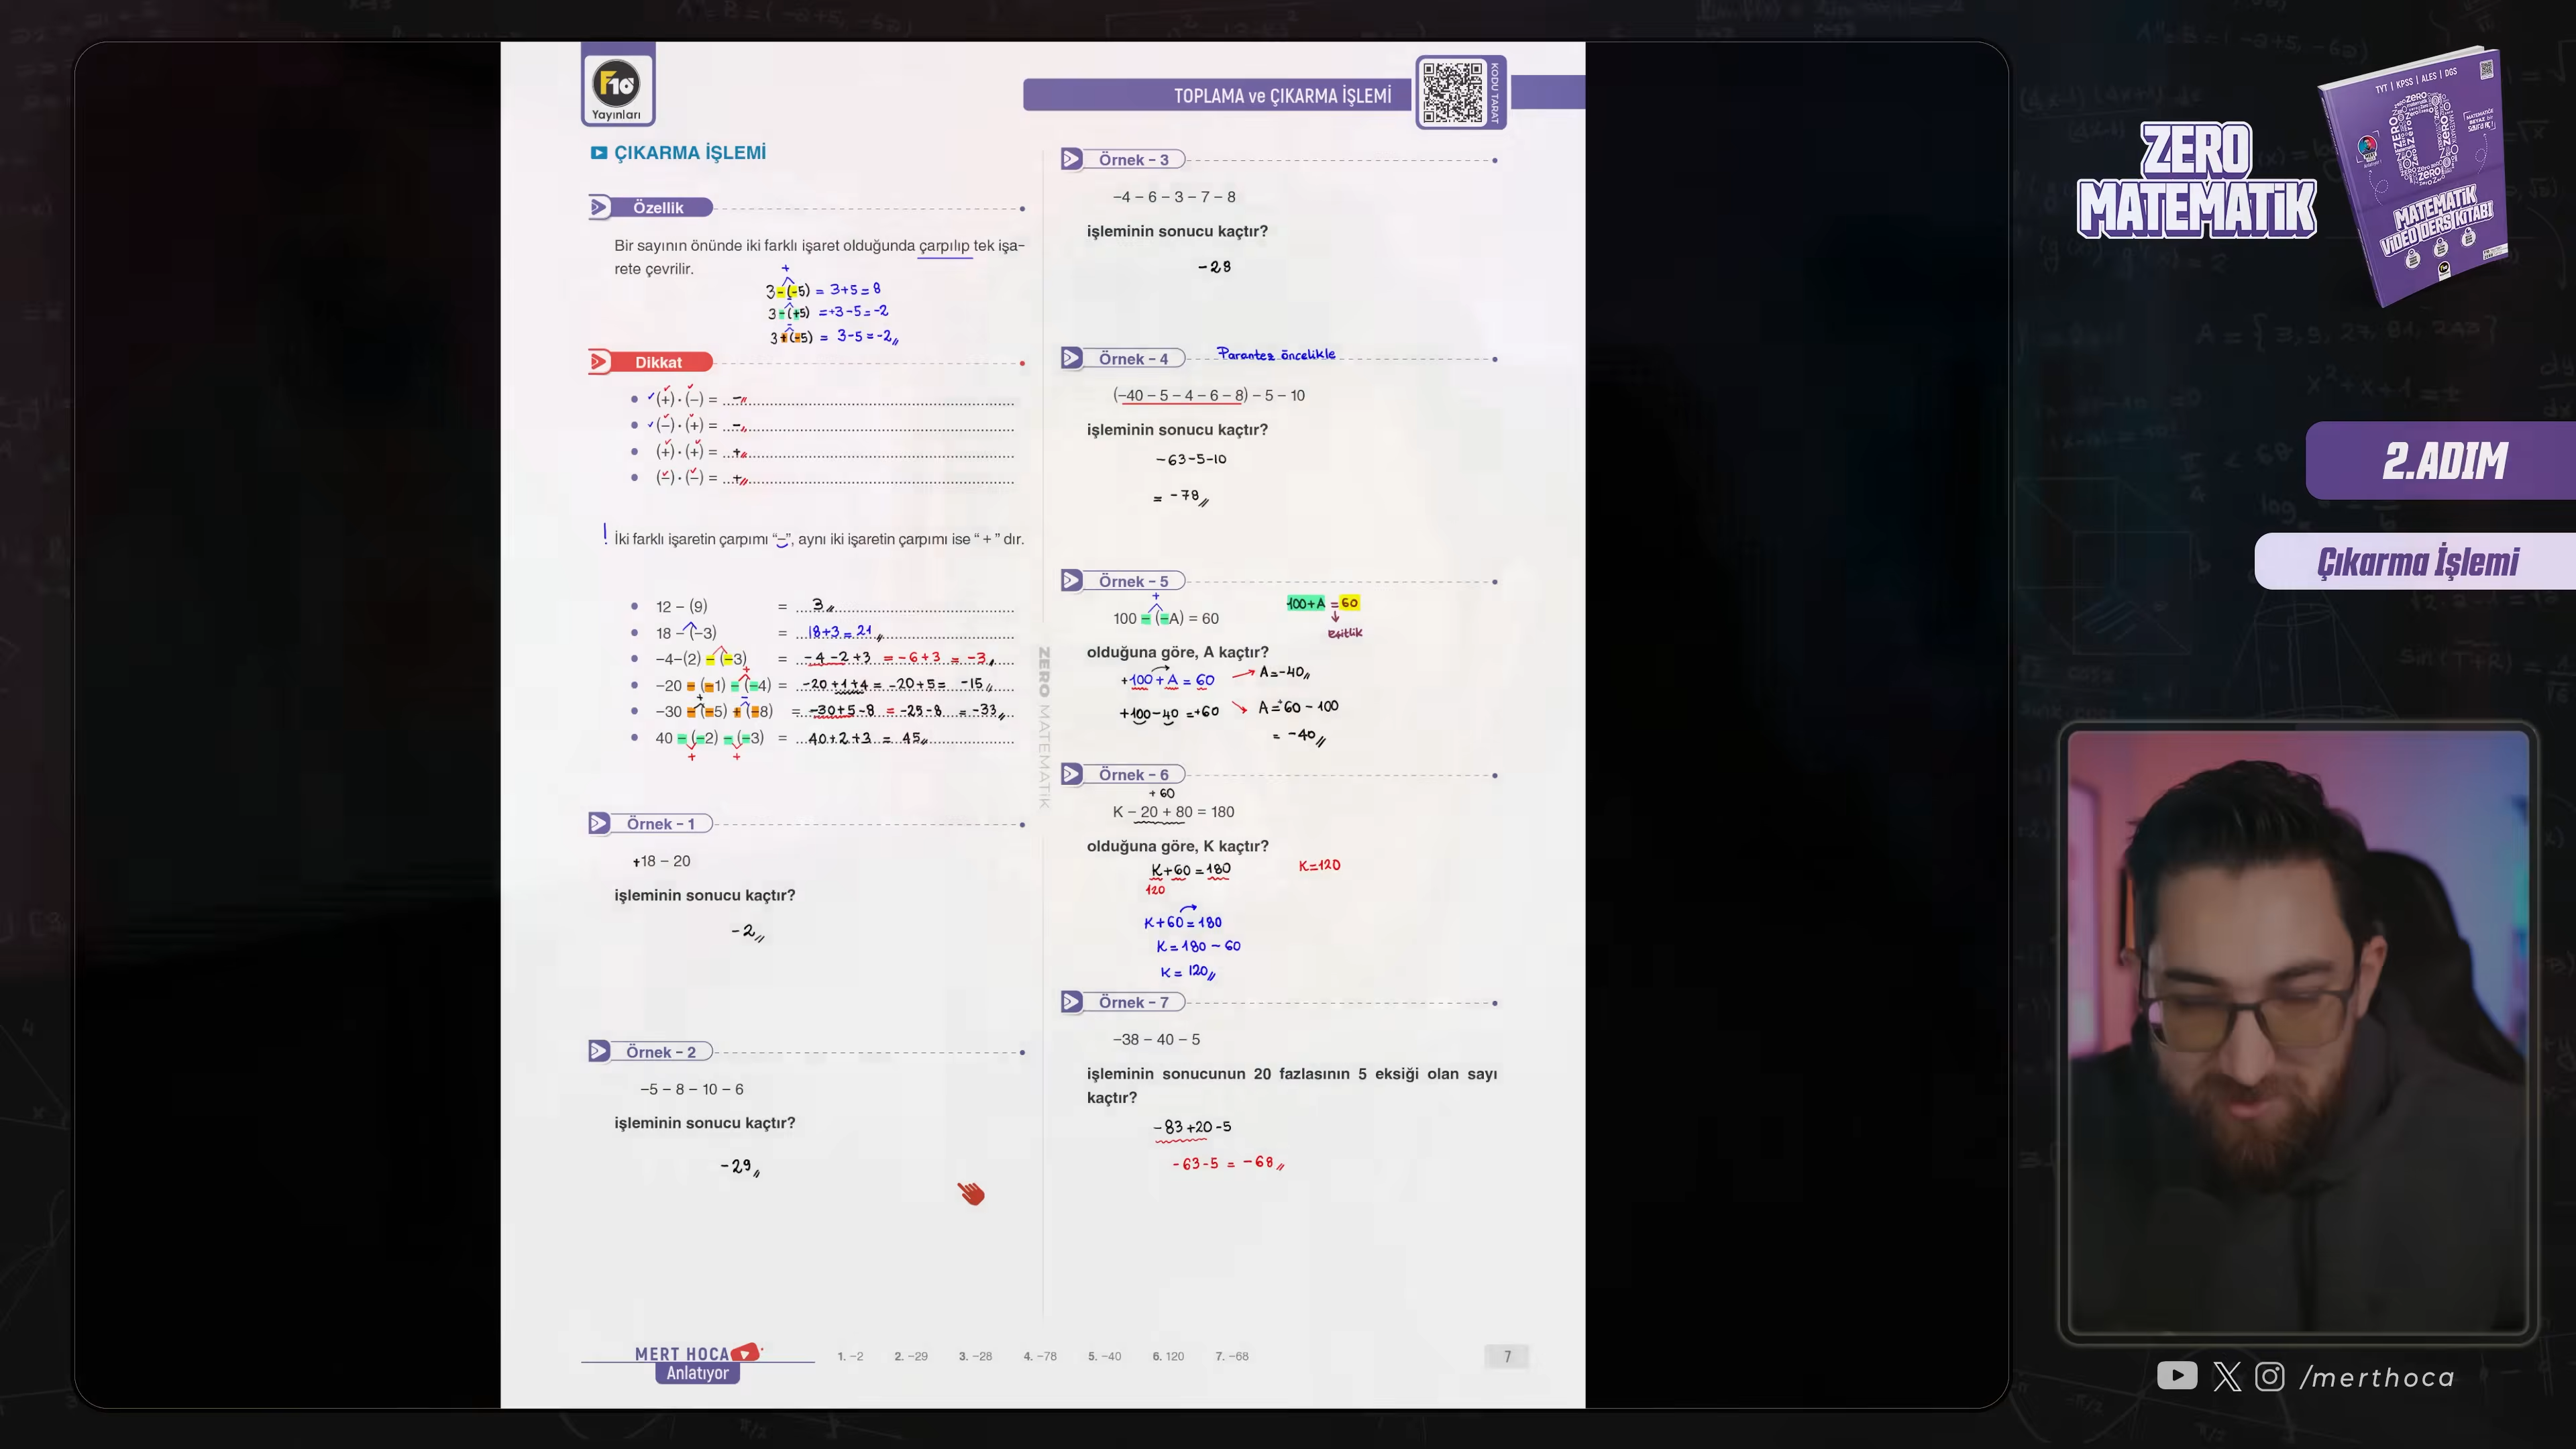 F10
Yayınları
TOPLAMA ve ÇIKARMA İŞLEMİ
KODU TARAT
ÇIKARMA İŞLEMİ
Özellik
Bir sayının önünde iki farklı işaret olduğunda çarpılıp tek işa-
rete çevrilir.
+
3-(-5) = 3+5 = 8
-
3-(+5) = +3-5 = -2
-
3+(-5) = 3-5 = -2
Dikkat
(+) · (–) = -
(–) · (+) = -
(+) · (+) = +
(–) · (–) = +
! İki farklı işaretin çarpımı “–”, aynı iki işaretin çarpımı ise “ + ” dır.
12 – (9) = 3
18 – (–3) = 18+3 = 21
–4–(2) – (–3) = -4-2+3 = -6+3 = -3
+
–20 – (–1) – (–4) = -20+1+4 = -20+5 = -15
+ -
–30 – (–5) + (–8) = -30+5-8 = -25-8 = -33
40 – (–2) – (–3) = 40+2+3 = 45
+ +
Örnek – 1
+18 – 20
işleminin sonucu kaçtır?
-2
Örnek – 2
–5 – 8 – 10 – 6
işleminin sonucu kaçtır?
-29
Örnek – 3
–4 – 6 – 3 – 7 – 8
işleminin sonucu kaçtır?
-28
Örnek – 4 Parantez öncelikle
(–40 – 5 – 4 – 6 – 8) – 5 – 10
işleminin sonucu kaçtır?
-63-5-10
= -78
Örnek – 5
+
100 – (–A) = 60
100+A = 60
Eşitlik
olduğuna göre, A kaçtır?
+100+A = 60 A=-40
+100-40 =+60 A=+60 - 100
= -40
Örnek – 6
+60
K – 20 + 80 = 180
olduğuna göre, K kaçtır?
K+60 = 180 K=120
120
K+60=180
K=180-60
K= 120
Örnek – 7
–38 – 40 – 5
işleminin sonucunun 20 fazlasının 5 eksiği olan sayı
kaçtır?
-83+20-5
-63-5 = -68
ZERO MATEMATİK
MERT HOCA
Anlatıyor
1. –2 2. –29 3. –28 4. –78 5. –40 6. 120 7. –68
7
ZERO
MATEMATİK
TYT | KPSS | ALES | DGS
MATEMATİK
VİDEO DERS KİTABI
2.ADIM
Çıkarma İşlemi
/merthoca